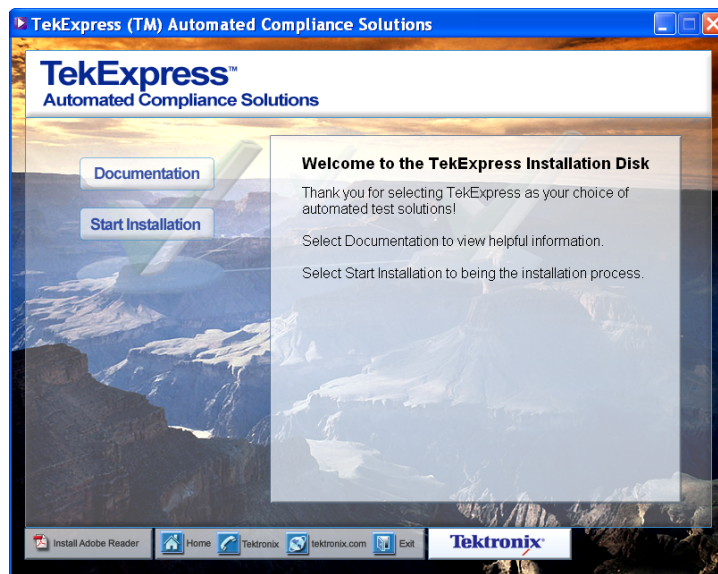 TekExpress (TM) Automated Compliance Solutions
TekExpress™
Automated Compliance Solutions
Documentation
Start Installation
Welcome to the TekExpress Installation Disk
Thank you for selecting TekExpress as your choice of
automated test solutions!
Select Documentation to view helpful information.
Select Start Installation to being the installation process.
Install Adobe Reader
Home
Tektronix
tektronix.com
Exit
Tektronix